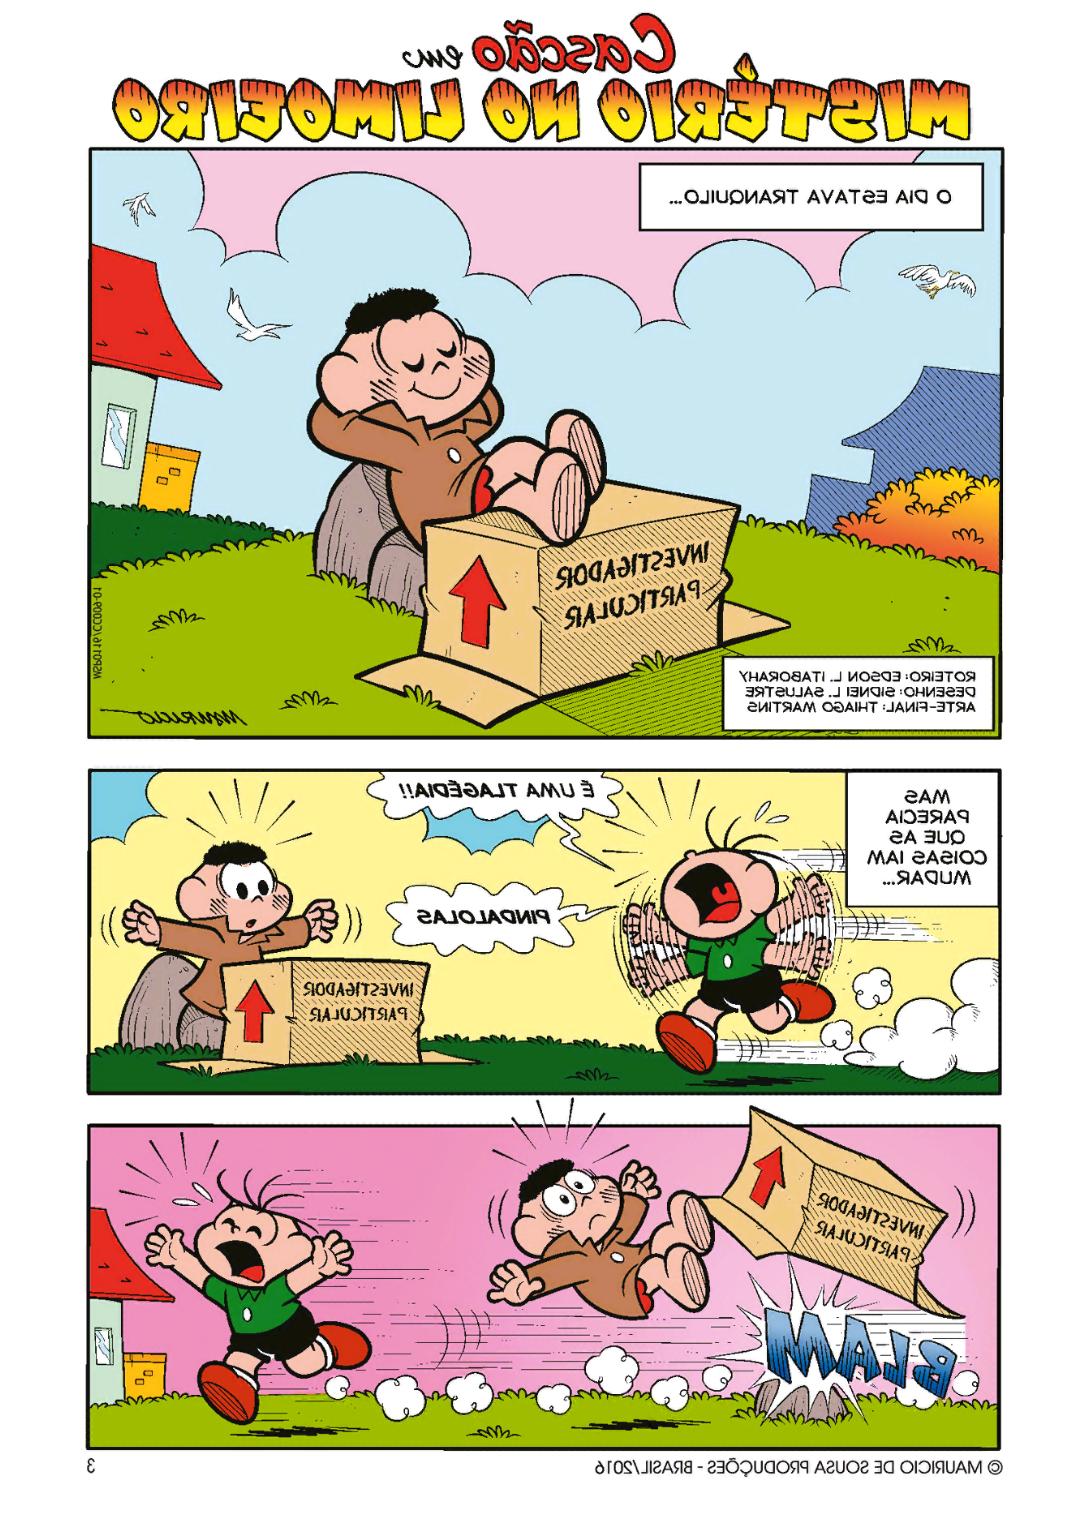 Cascão em
MISTÉRIO NO LIMOEIRO
O DIA ESTAVA TRANQUILO...
INVESTIGADOR
PARTICULAR
ROTEIRO: EDSON L. ITABORAHY
DESENHO: SIDNEI L. SALUSTRE
ARTE-FINAL: THIAGO MARTINS
MAURICIO
MAS
PARECIA
QUE AS
COISAS IAM
MUDAR...
É UMA TLAGÉDIA!!
PINDALOLAS
INVESTIGADOR
PARTICULAR
INVESTIGADOR
PARTICULAR
BLAM
© MAURICIO DE SOUSA PRODUÇÕES - BRASIL/2016
3